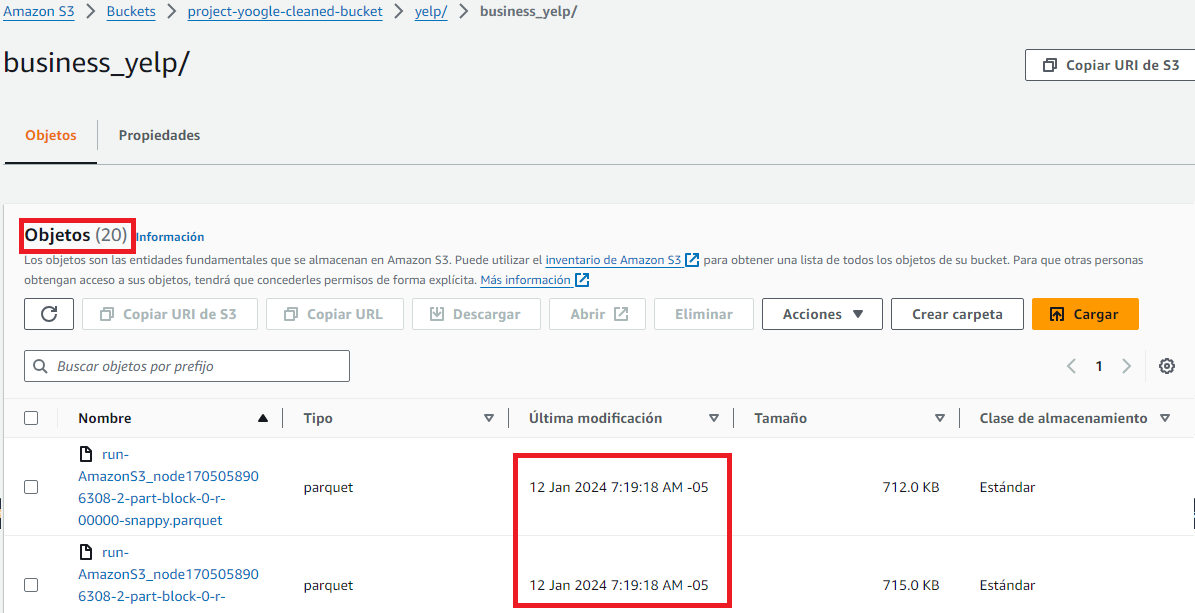 Amazon S3 > Buckets > project-yoogle-cleaned-bucket > yelp/ > business_yelp/
business_yelp/
Copiar URI de S3
Objetos
Propiedades
Objetos (20) Información
Los objetos son las entidades fundamentales que se almacenan en Amazon S3. Puede utilizar el inventario de Amazon S3 para obtener una lista de todos los objetos de su bucket. Para que otras personas
obtengan acceso a sus objetos, tendrá que concederles permisos de forma explícita. Más información
Copiar URI de S3 Copiar URL Descargar Abrir Eliminar Acciones Crear carpeta Cargar
Buscar objetos por prefijo
1
Nombre Tipo Última modificación Tamaño Clase de almacenamiento
run-
AmazonS3_node170505890
6308-2-part-block-0-r-
00000-snappy.parquet
parquet 12 Jan 2024 7:19:18 AM -05 712.0 KB Estándar
run-
AmazonS3_node170505890
6308-2-part-block-0-r-
parquet 12 Jan 2024 7:19:18 AM -05 715.0 KB Estándar